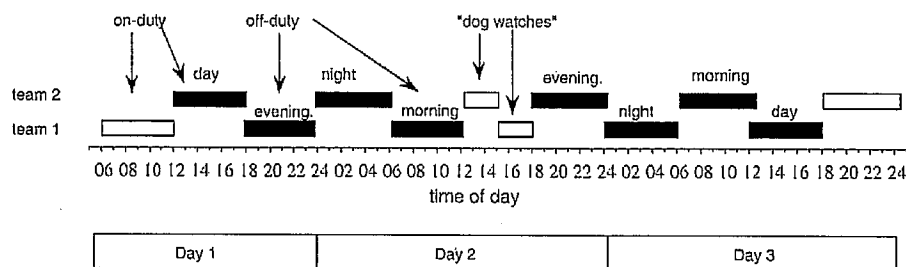 on-duty off-duty "dog watches"
day night evening. morning
team 2
evening. morning night day
team 1
06 08 10 12 14 16 18 20 22 24 02 04 06 08 10 12 14 16 18 20 22 24 02 04 06 08 10 12 14 16 18 20 22 24
time of day
Day 1 Day 2 Day 3